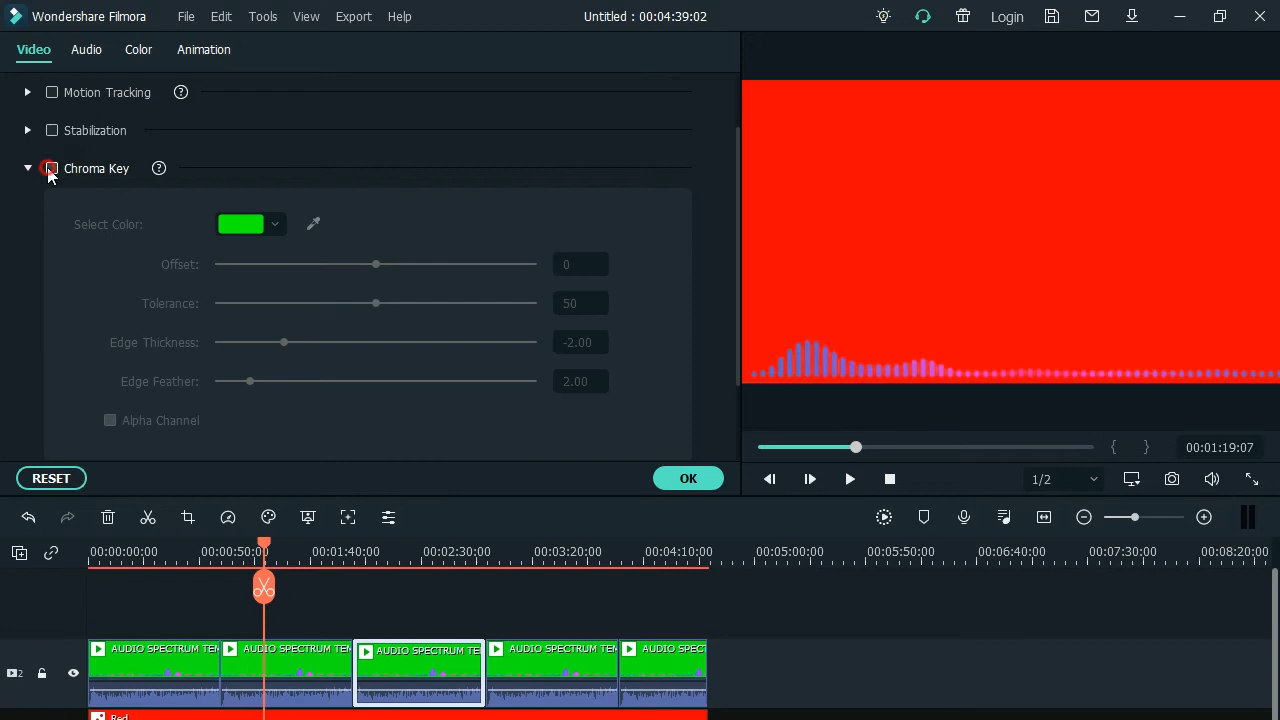 Wondershare Filmora File Edit Tools View Export Help Untitled : 00:04:39:02 Login
Video Audio Color Animation
Motion Tracking ?
Stabilization
Chroma Key ?
Select Color:
Offset: 0
Tolerance: 50
Edge Thickness: -2.00
Edge Feather: 2.00
Alpha Channel
{ } 00:01:19:07
RESET OK
1/2
00:00:00:00 00:00:50:0 00:01:40:00 00:02:30:00 00:03:20:00 00:04:10:00 00:05:00:00 00:05:50:00 00:06:40:00 00:07:30:00 00:08:20:00
AUDIO SPECTRUM TEM AUDIO SPECTRUM TEM AUDIO SPECTRUM TE AUDIO SPECTRUM TEM AUDIO SPECT
2
Red